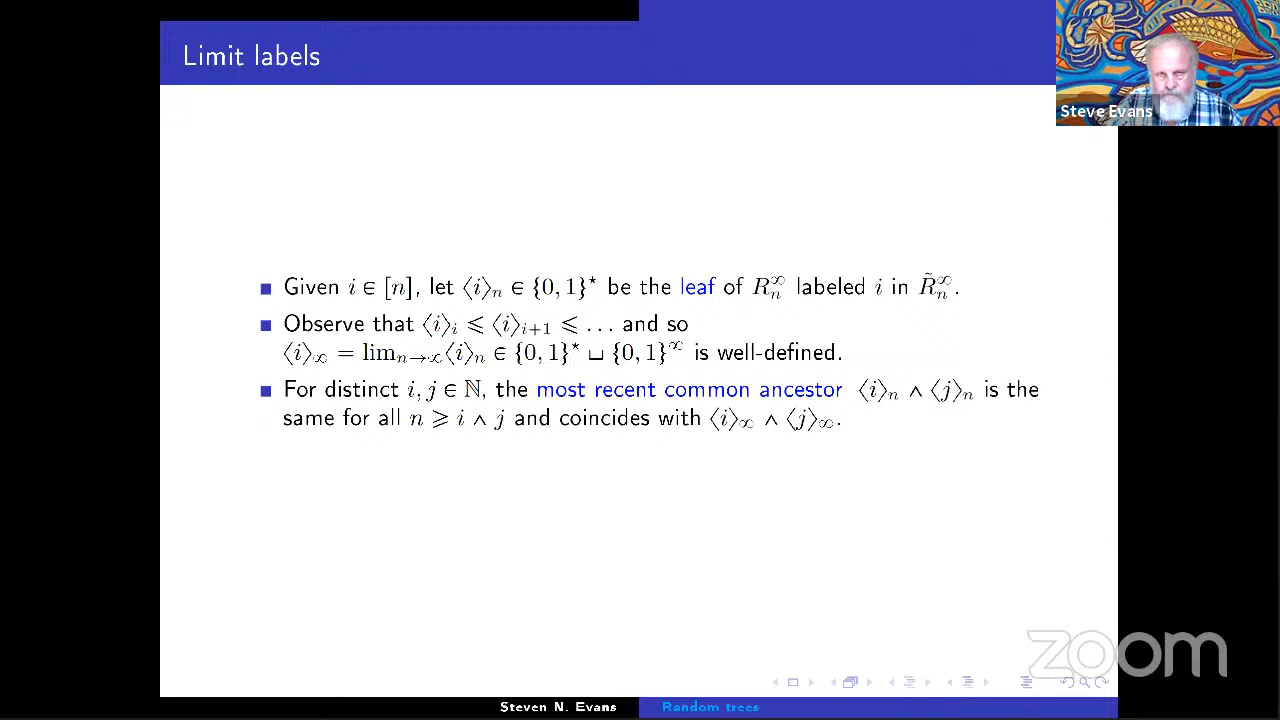 Limit labels
Steve Evans
Given i ∈ [n], let ⟨i⟩ₙ ∈ {0, 1}⋆ be the leaf of Rₙ^∞ labeled i in R̃ₙ^∞.
Observe that ⟨i⟩ᵢ ⩽ ⟨i⟩ᵢ₊₁ ⩽ . . . and so
⟨i⟩_∞ = limₙ→∞⟨i⟩ₙ ∈ {0, 1}⋆ ⊔ {0, 1}^∞ is well-defined.
For distinct i, j ∈ ℕ, the most recent common ancestor ⟨i⟩ₙ ∧ ⟨j⟩ₙ is the
same for all n ⩾ i ∧ j and coincides with ⟨i⟩_∞ ∧ ⟨j⟩_∞.
zoom
Steven N. Evans
Random trees